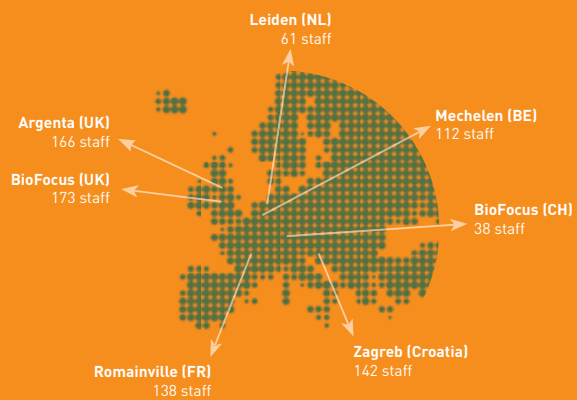 Leiden (NL)
61 staff
Argenta (UK)
166 staff
Mechelen (BE)
112 staff
BioFocus (UK)
173 staff
BioFocus (CH)
38 staff
Zagreb (Croatia)
142 staff
Romainville (FR)
138 staff